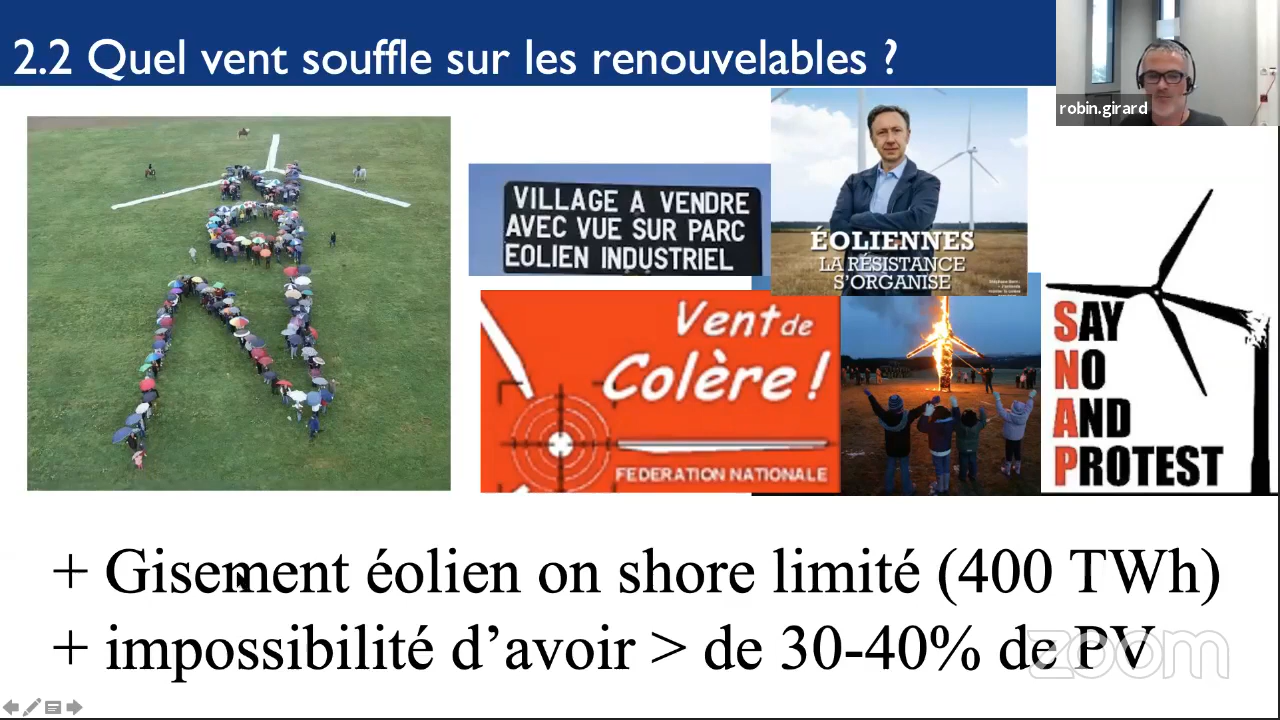 2.2 Quel vent souffle sur les renouvelables ?
robin.girard
VILLAGE A VENDRE
AVEC VUE SUR PARC
EOLIEN INDUSTRIEL
ÉOLIENNES
LA RÉSISTANCE
S'ORGANISE
Vent de
Colère !
FEDERATION NATIONALE
SAY
NO
AND
PROTEST
+ Gisement éolien on shore limité (400 TWh)
+ impossibilité d’avoir > de 30-40% de PV
zoom